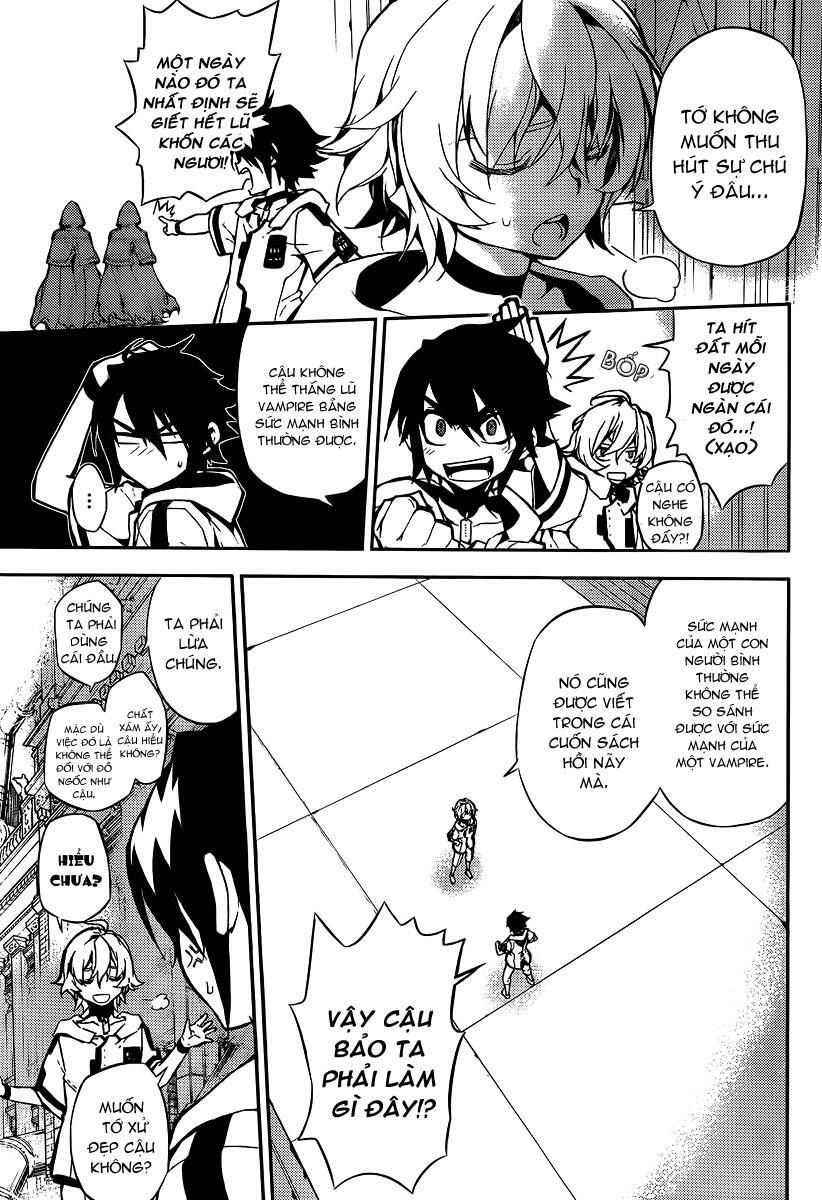 TỚ KHÔNG
MUỐN THU
HÚT SỰ CHÚ
Ý ĐÂU...
MỘT NGÀY
NÀO ĐÓ TA
NHẤT ĐỊNH SẼ
GIẾT HẾT LŨ
KHỐN CÁC
NGƯƠI!
TA HÍT
ĐẤT MỖI
NGÀY
ĐƯỢC
NGÀN CÁI
ĐÓ...!
(XẠO)
BỐP
CẬU CÓ
NGHE
KHÔNG
ĐẤY?!
CẬU KHÔNG
THỂ THẮNG LŨ
VAMPIRE BẰNG
SỨC MẠNH BÌNH
THƯỜNG ĐƯỢC.
...
SỨC MẠNH
CỦA MỘT CON
NGƯỜI BÌNH
THƯỜNG
KHÔNG THỂ
SO SÁNH
ĐƯỢC VỚI SỨC
MẠNH CỦA
MỘT VAMPIRE.
NÓ CŨNG
ĐƯỢC VIẾT
TRONG CÁI
CUỐN SÁCH
HỒI NÃY
MÀ.
VẬY CẬU
BẢO TA
PHẢI LÀM
GÌ ĐÂY!?
TA PHẢI
LỪA
CHÚNG.
CHÚNG
TA PHẢI
DÙNG
CÁI ĐẦU.
CHẤT
XÁM ẤY,
CẬU HIỂU
KHÔNG?
MẶC DÙ
VIỆC ĐÓ LÀ
KHÔNG THỂ
ĐỐI VỚI ĐỒ
NGỐC NHƯ
CẬU.
HIỂU
CHƯA?
MUỐN
TỚ XỬ
ĐẸP CẬU
KHÔNG?